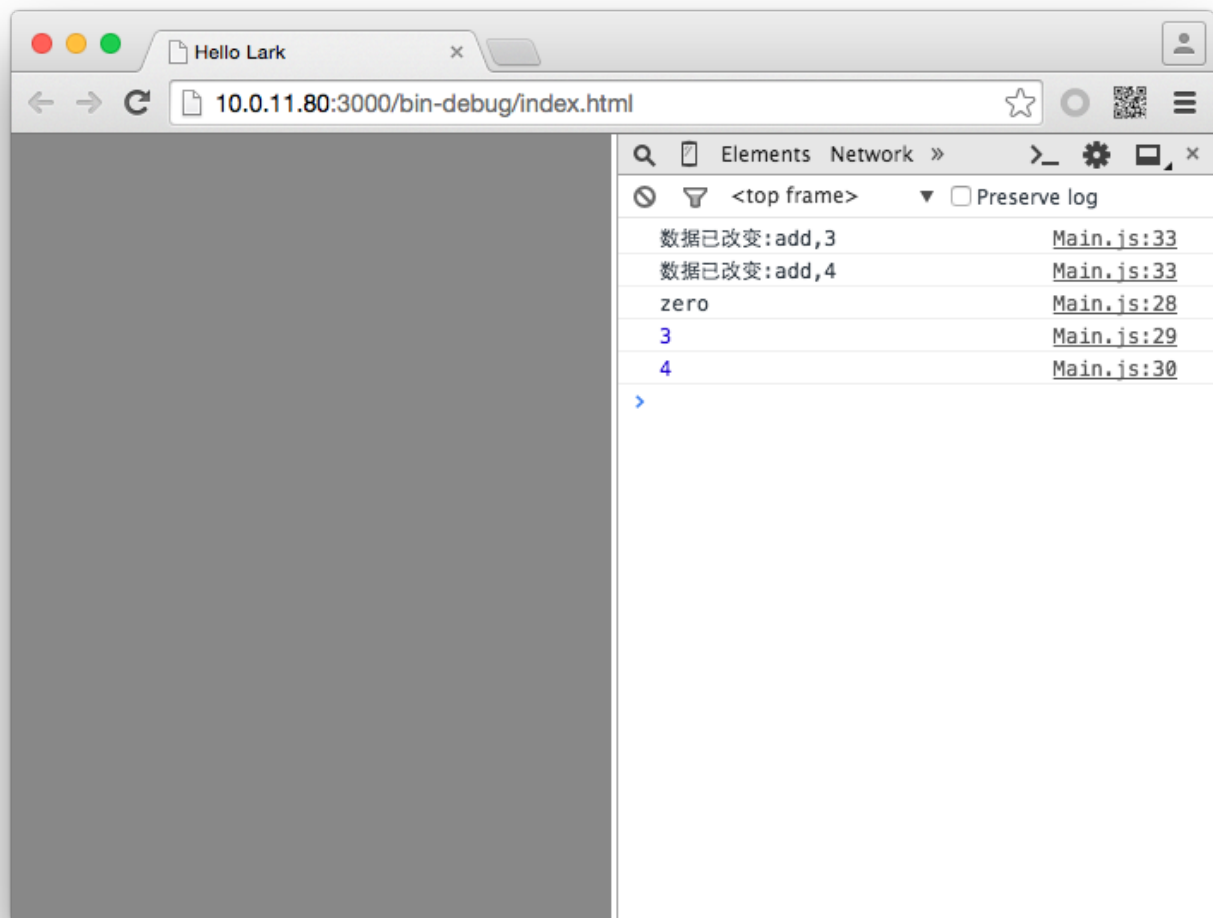 Hello Lark
10.0.11.80:3000/bin-debug/index.html
Elements Network »
<top frame> Preserve log
数据已改变:add,3 Main.js:33
数据已改变:add,4 Main.js:33
zero Main.js:28
3 Main.js:29
4 Main.js:30